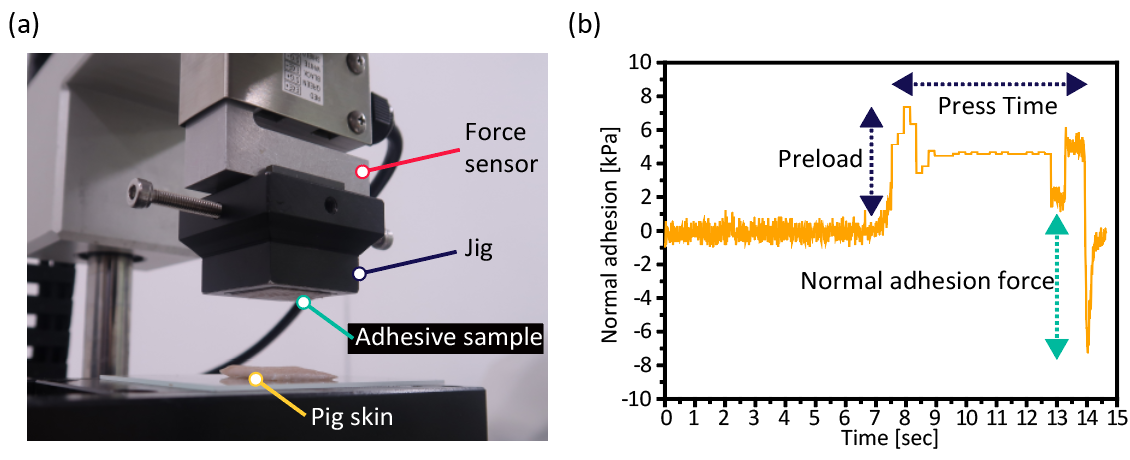 (a)
Force
sensor
Jig
Adhesive sample
Pig skin
(b)
Normal adhesion [kPa]
10
8
6
4
2
0
-2
-4
-6
-8
-10
Press Time
Preload
Normal adhesion force
0 1 2 3 4 5 6 7 8 9 10 11 12 13 14 15
Time [sec]